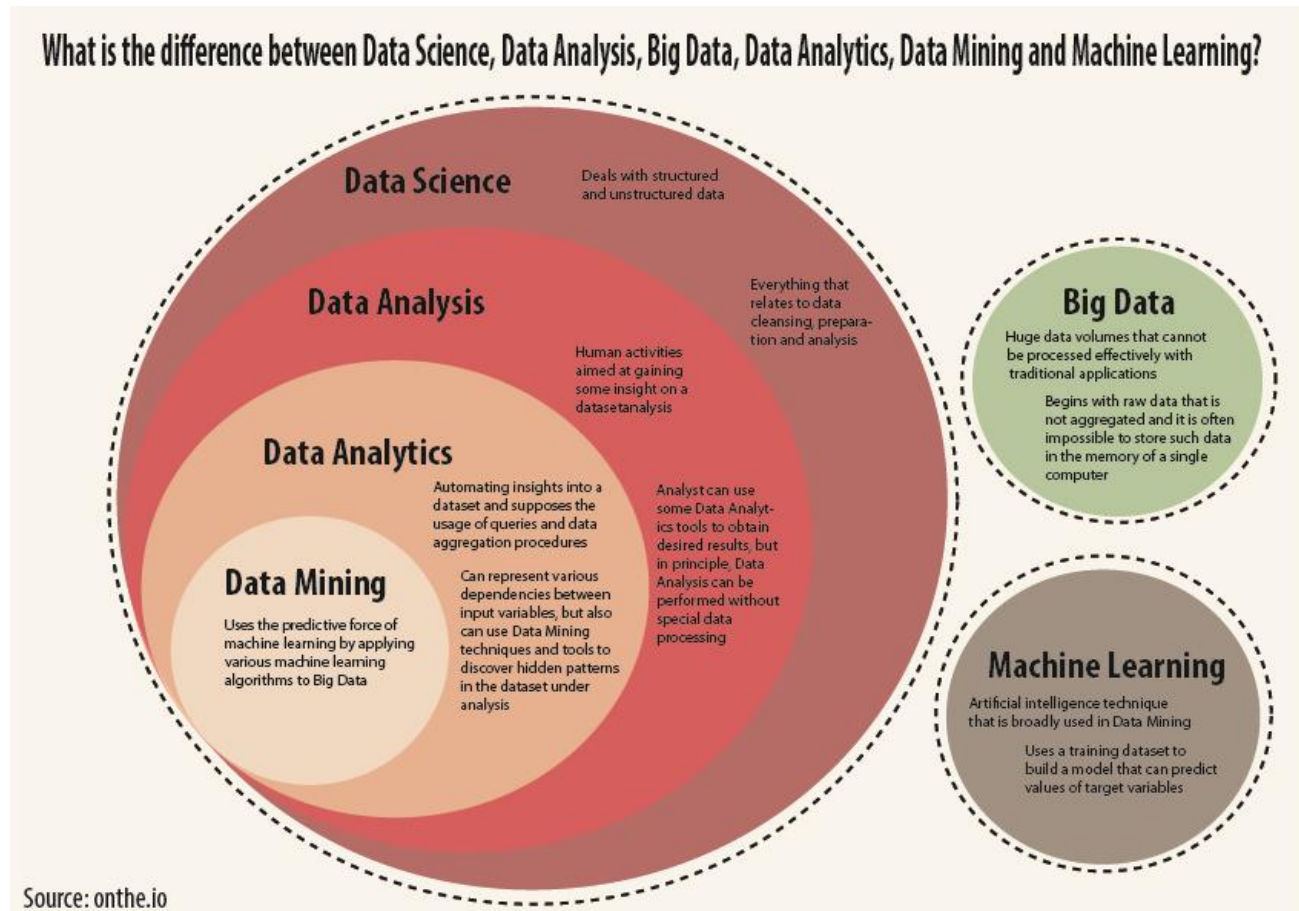 What is the difference between Data Science, Data Analysis, Big Data, Data Analytics, Data Mining and Machine Learning?
Data Science
Deals with structured
and unstructured data
Everything that
relates to data
cleansing, prepara-
tion and analysis
Data Analysis
Human activities
aimed at gaining
some insight on a
datasetanalysis
Analyst can use
some Data Analyt-
ics tools to obtain
desired results, but
in principle, Data
Analysis can be
performed without
special data
processing
Data Analytics
Automating insights into a
dataset and supposes the
usage of queries and data
aggregation procedures
Can represent various
dependencies between
input variables, but also
can use Data Mining
techniques and tools to
discover hidden patterns
in the dataset under
analysis
Data Mining
Uses the predictive force of
machine learning by applying
various machine learning
algorithms to Big Data
Big Data
Huge data volumes that cannot
be processed effectively with
traditional applications
Begins with raw data that is
not aggregated and it is often
impossible to store such data
in the memory of a single
computer
Machine Learning
Artificial intelligence technique
that is broadly used in Data Mining
Uses a training dataset to
build a model that can predict
values of target variables
Source: onthe.io